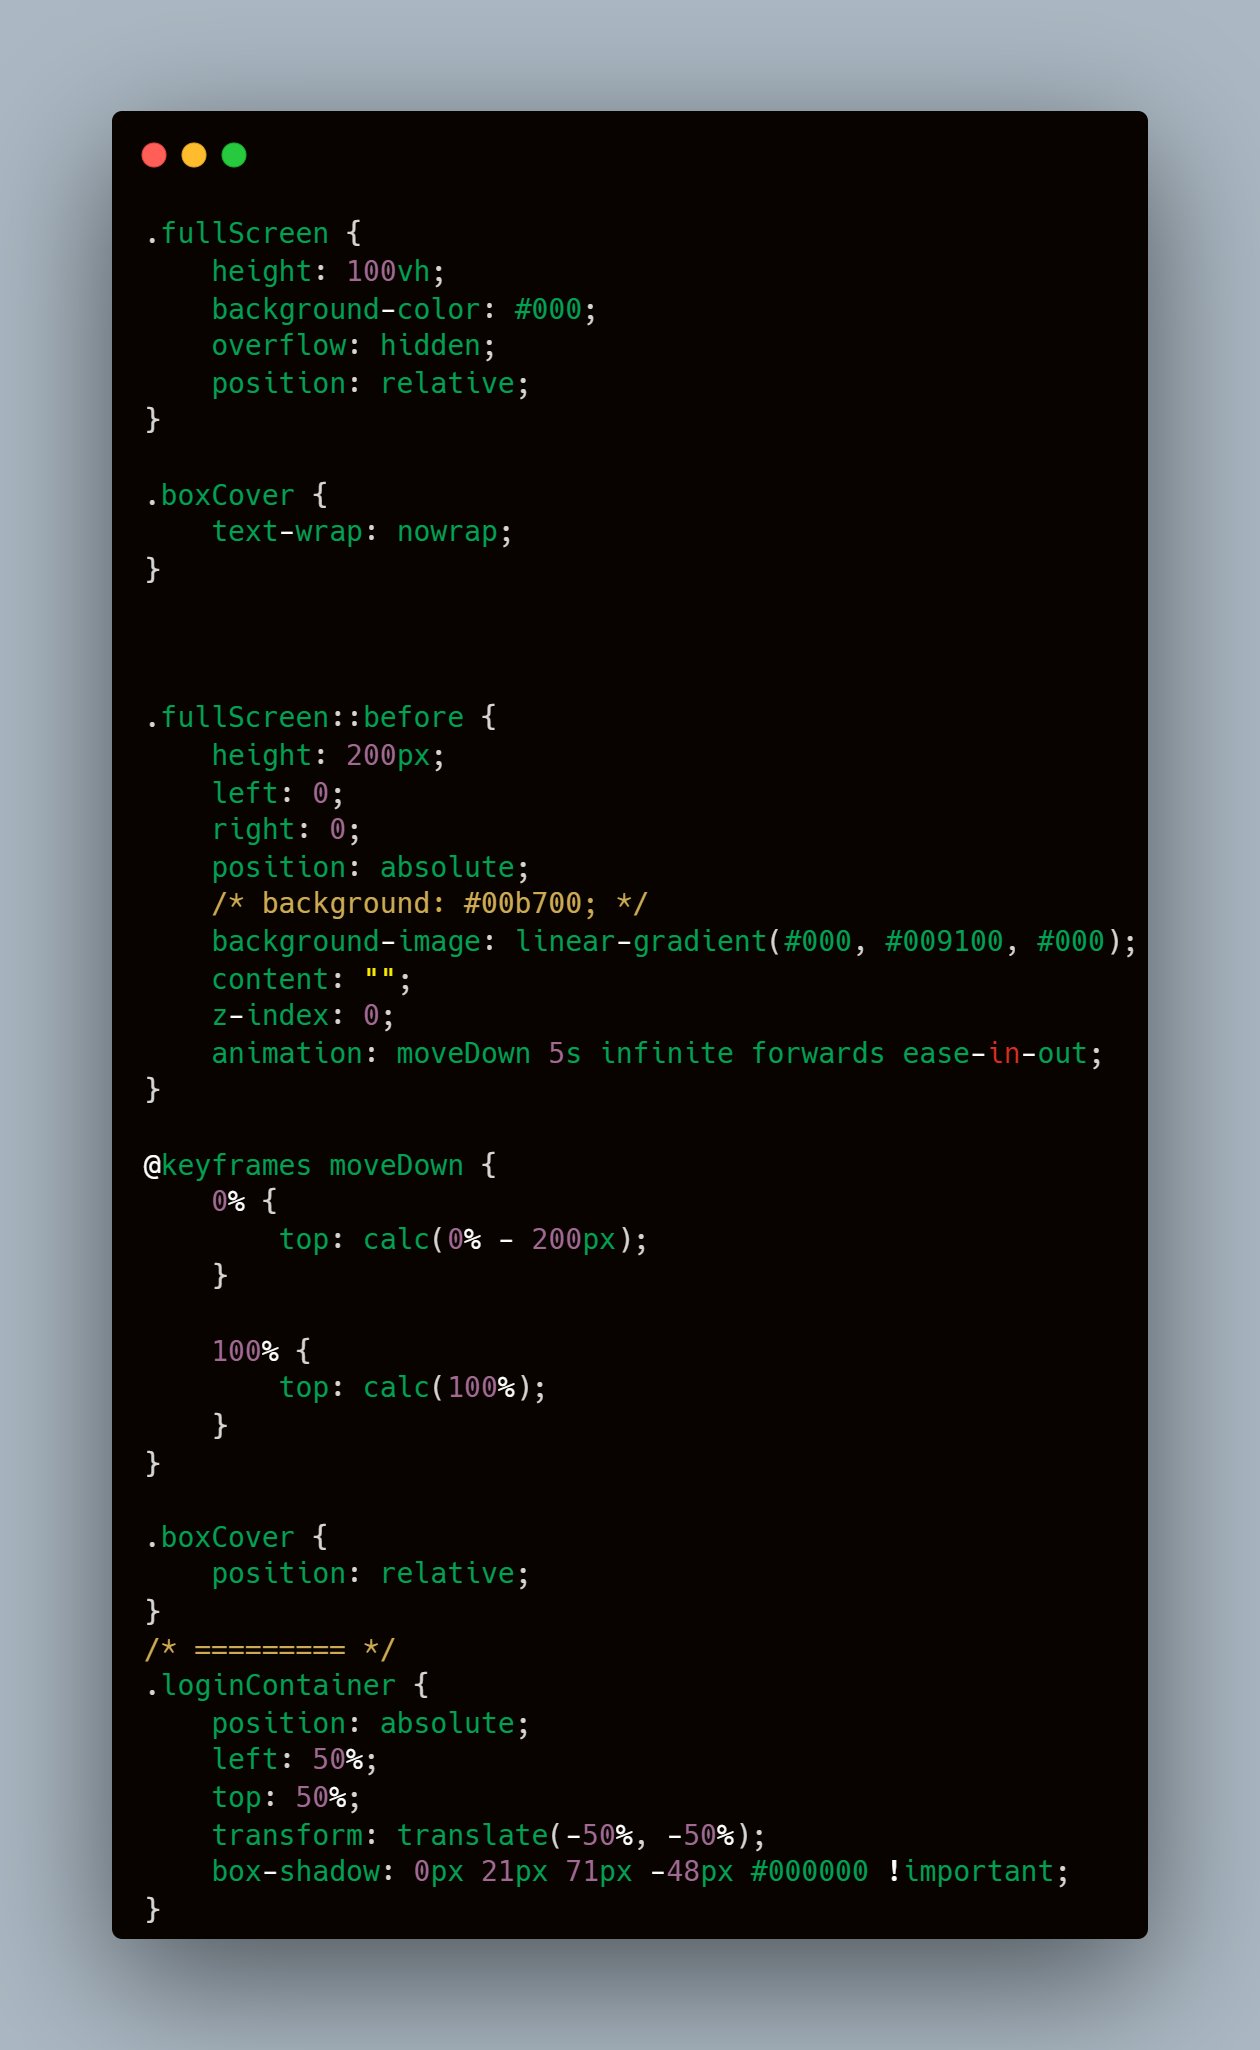 .fullScreen {
    height: 100vh;
    background-color: #000;
    overflow: hidden;
    position: relative;
}

.boxCover {
    text-wrap: nowrap;
}



.fullScreen::before {
    height: 200px;
    left: 0;
    right: 0;
    position: absolute;
    /* background: #00b700; */
    background-image: linear-gradient(#000, #009100, #000);
    content: "";
    z-index: 0;
    animation: moveDown 5s infinite forwards ease-in-out;
}

@keyframes moveDown {
    0% {
        top: calc(0% - 200px);
    }

    100% {
        top: calc(100%);
    }
}

.boxCover {
    position: relative;
}
/* ========= */
.loginContainer {
    position: absolute;
    left: 50%;
    top: 50%;
    transform: translate(-50%, -50%);
    box-shadow: 0px 21px 71px -48px #000000 !important;
}